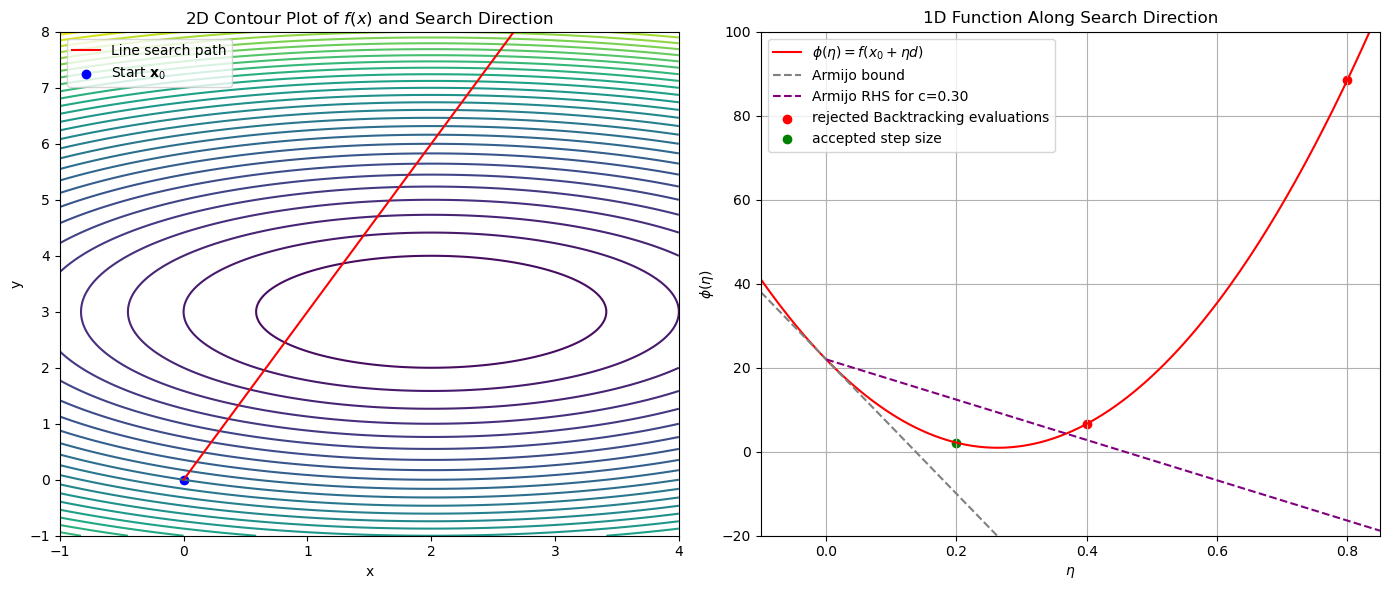 2D Contour Plot of f(x) and Search Direction
Line search path
Start x₀
8
7
6
5
4
3
2
1
0
−1
y
−1
0
1
2
3
4
x
1D Function Along Search Direction
ϕ(η) = f(x₀ + ηd)
Armijo bound
Armijo RHS for c=0.30
rejected Backtracking evaluations
accepted step size
100
80
60
40
20
0
−20
ϕ(η)
0.0
0.2
0.4
0.6
0.8
η